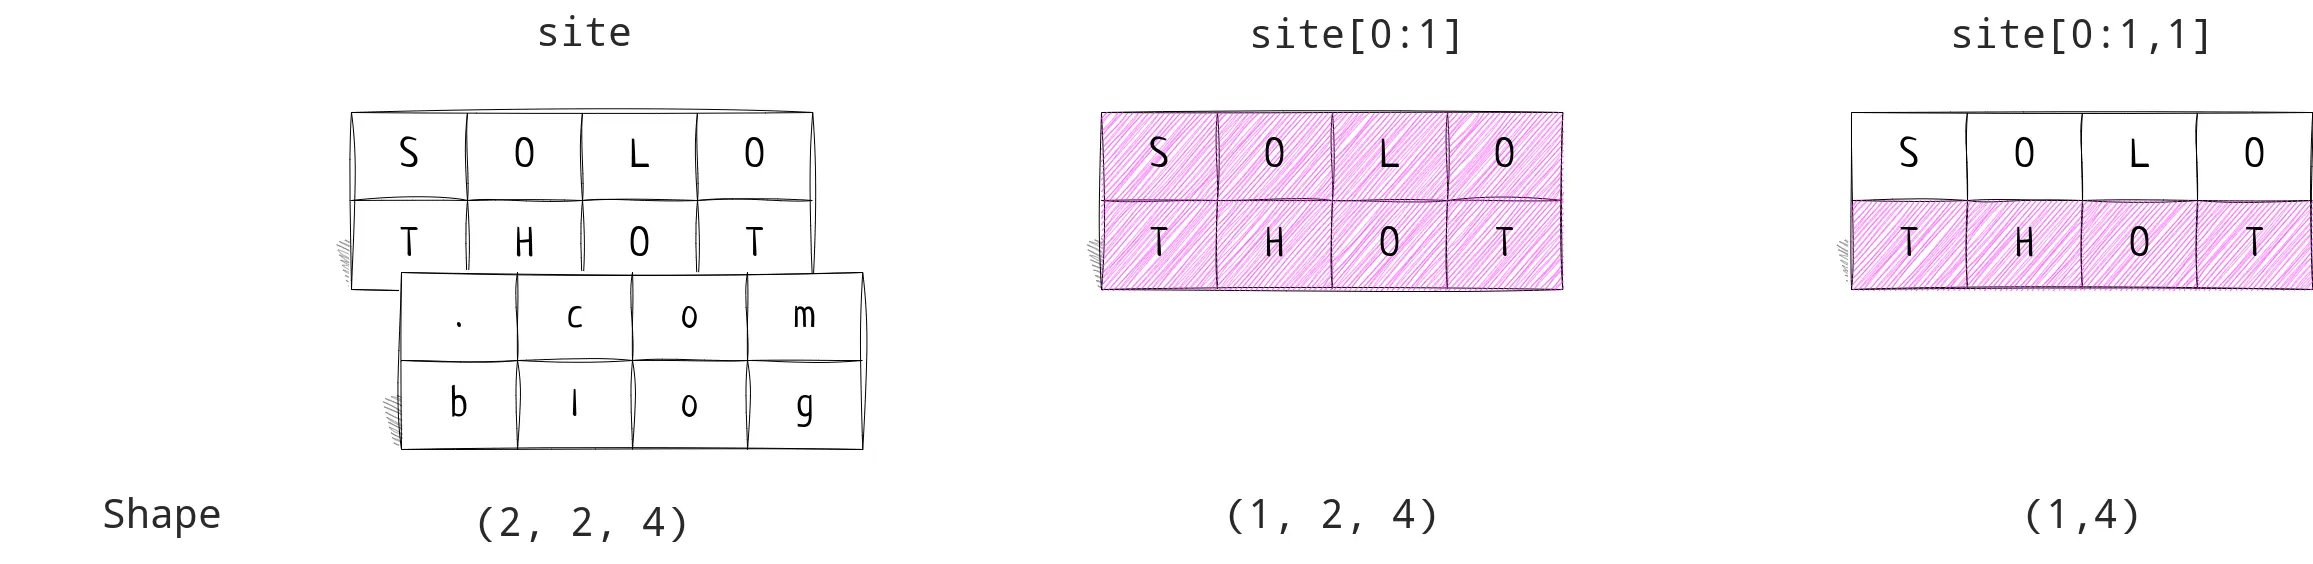 site site[0:1] site[0:1,1]
S O L O S O L O S O L O
T H O T T H O T T H O T
. c o m
b l o g
Shape (2, 2, 4) (1, 2, 4) (1,4)